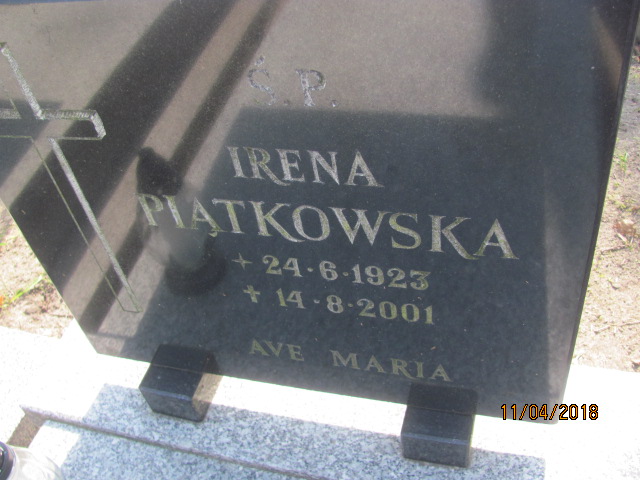 Ś.P.
IRENA
PIĄTKOWSKA
+ 24·6·1923
+ 14·8·2001
AVE MARIA
11/04/2018